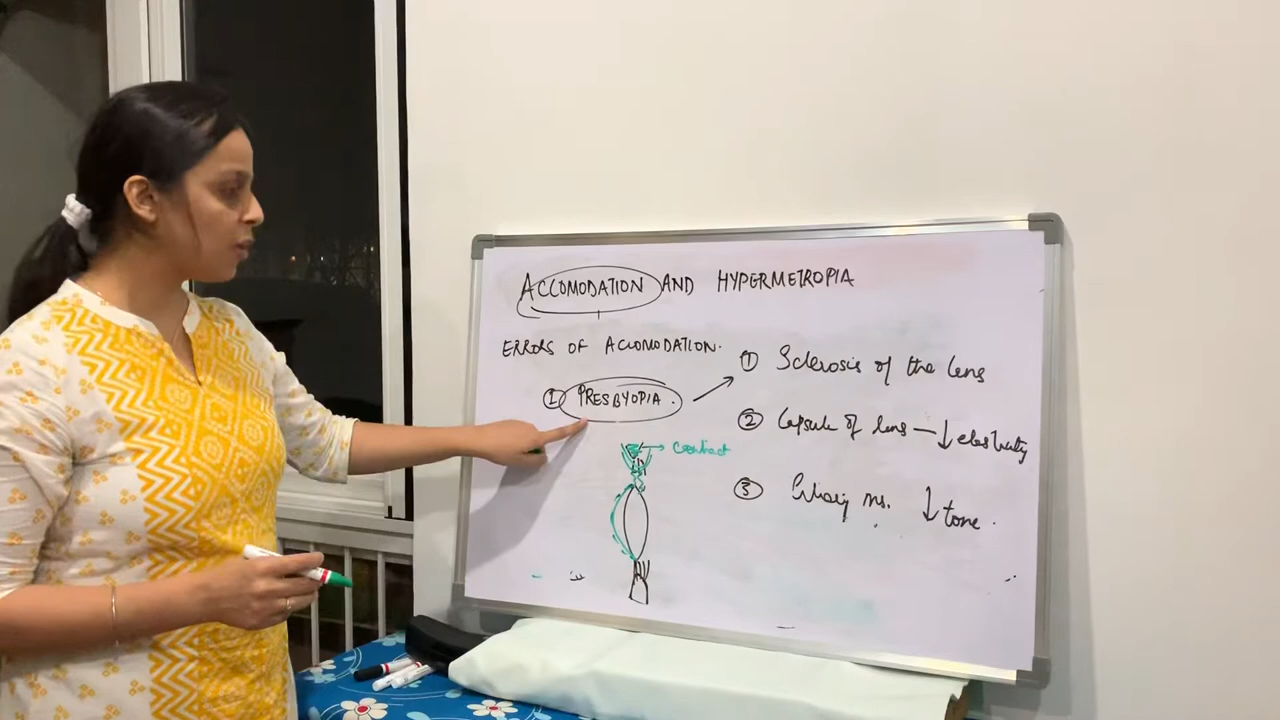 ACCOMODATION AND HYPERMETROPIA
ERRORS OF ACCOMODATION.
① PRESBYOPIA.
① Sclerosis of the lens
② Capsule of lens — ↓ elasticity
③ ms. ↓ tone.
→ contract